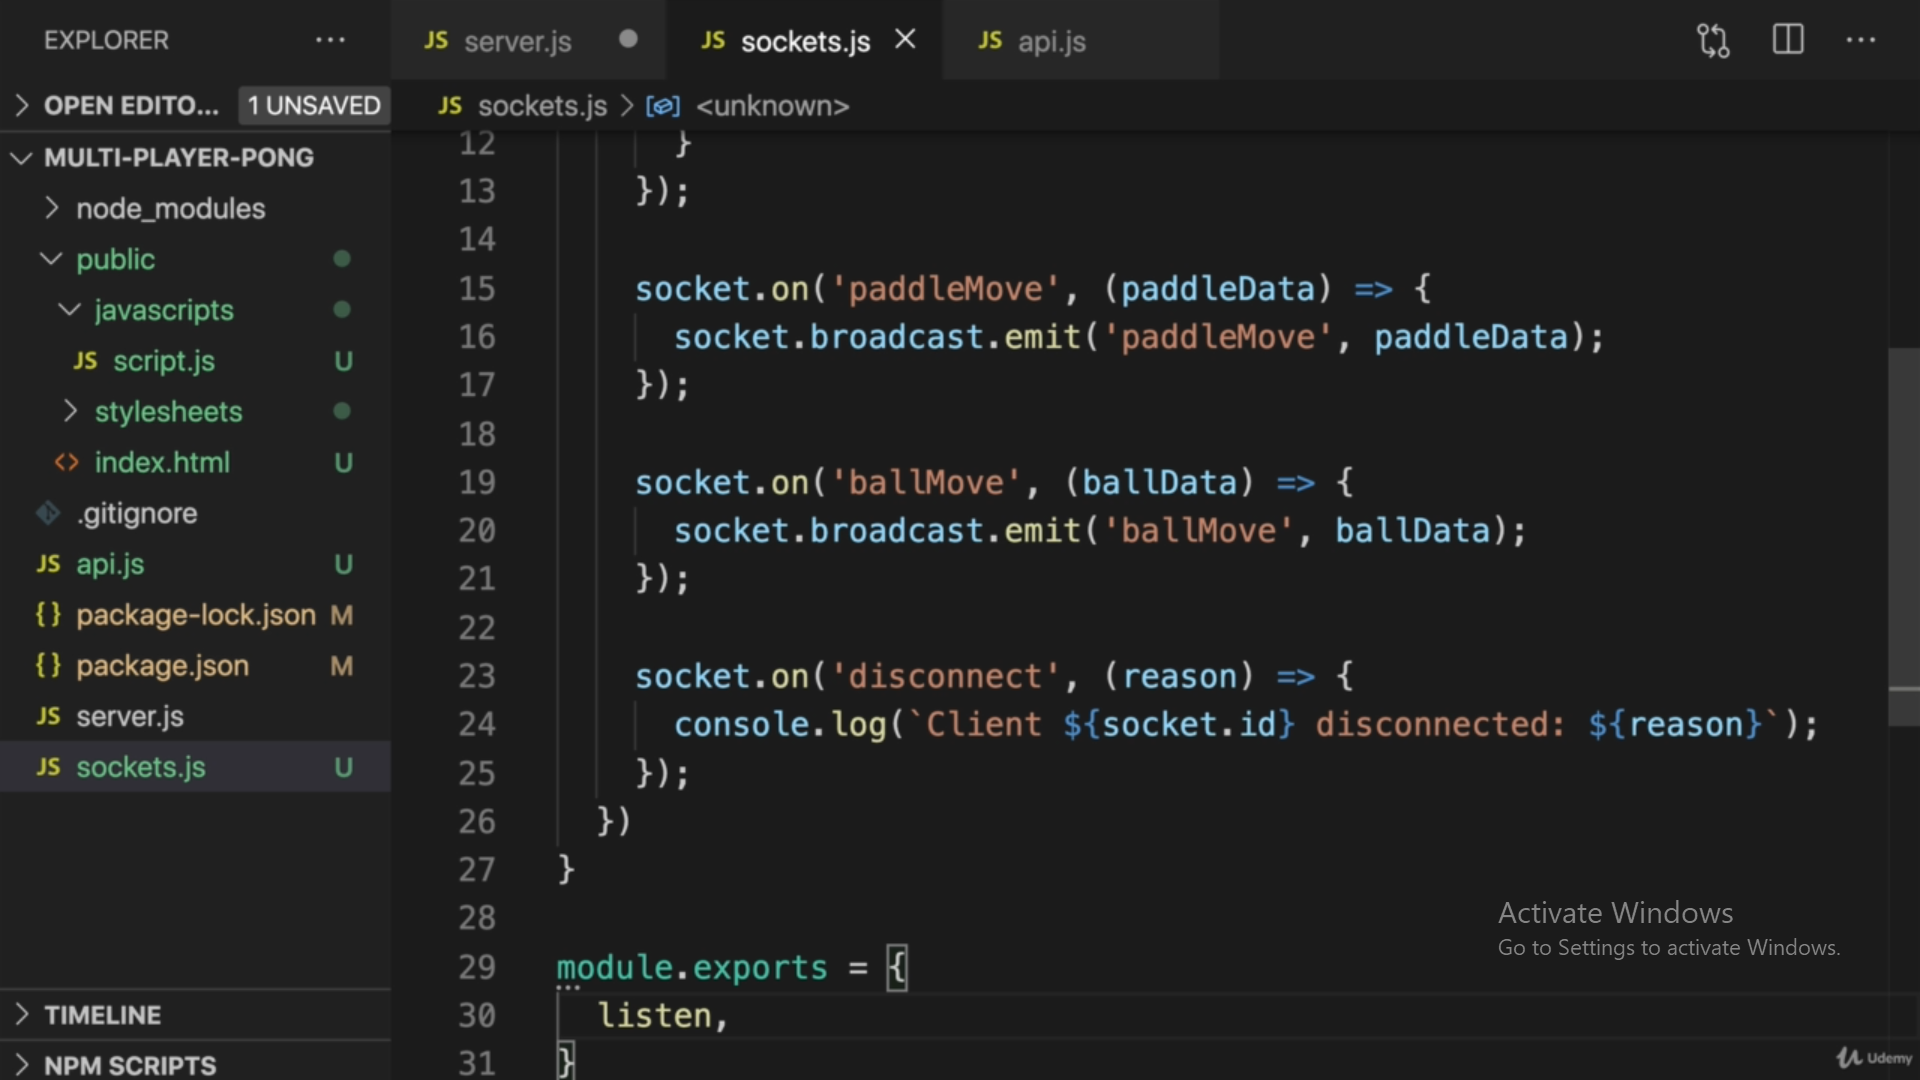 EXPLORER ...
JS server.js ●
JS sockets.js ×
JS api.js
...
> OPEN EDITO... 1 UNSAVED
JS sockets.js > <unknown>
MULTI-PLAYER-PONG
> node_modules
public
javascripts
JS script.js U
> stylesheets
<> index.html U
.gitignore
JS api.js U
{} package-lock.json M
{} package.json M
JS server.js
JS sockets.js U
> TIMELINE
> NPM SCRIPTS
12 }
13 });
14
15 socket.on('paddleMove', (paddleData) => {
16 socket.broadcast.emit('paddleMove', paddleData);
17 });
18
19 socket.on('ballMove', (ballData) => {
20 socket.broadcast.emit('ballMove', ballData);
21 });
22
23 socket.on('disconnect', (reason) => {
24 console.log(`Client ${socket.id} disconnected: ${reason}`);
25 });
26 })
27 }
28
29 module.exports = {
30 listen,
31 }
Activate Windows
Go to Settings to activate Windows.
Udemy